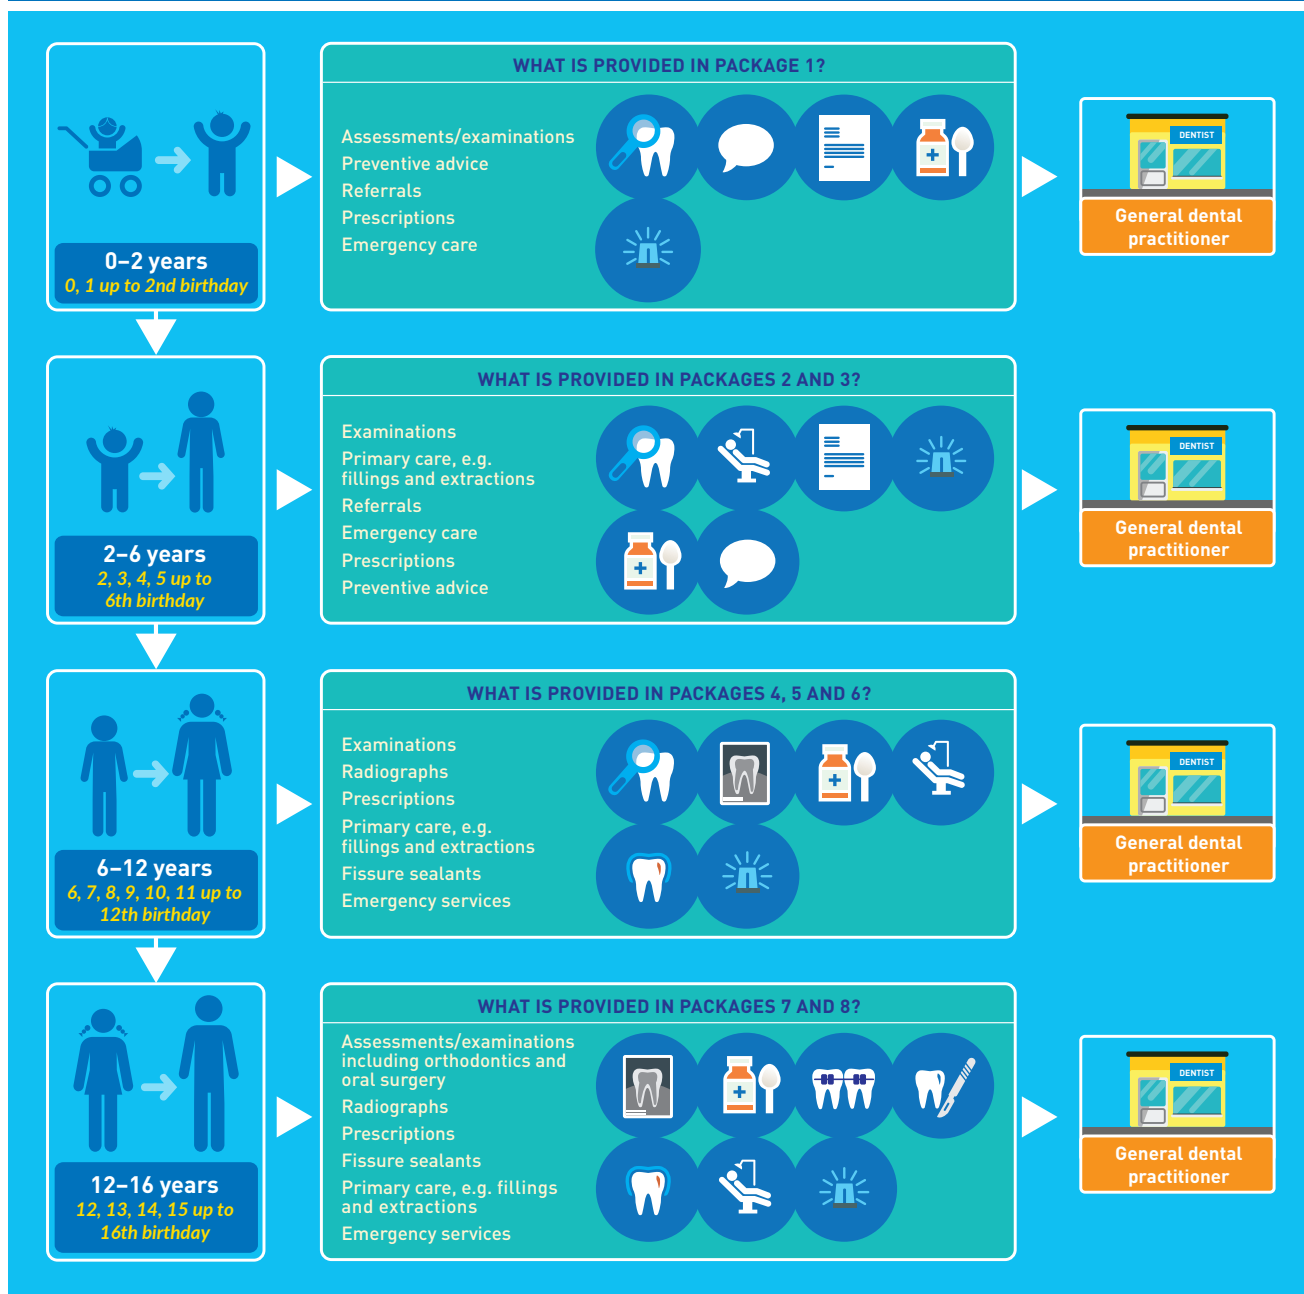 WHAT IS PROVIDED IN PACKAGE 1?
Assessments/examinations
Preventive advice
Referrals
Prescriptions
Emergency care
0–2 years
0, 1 up to 2nd birthday
DENTIST
General dental
practitioner
WHAT IS PROVIDED IN PACKAGES 2 AND 3?
Examinations
Primary care, e.g.
fillings and extractions
Referrals
Emergency care
Prescriptions
Preventive advice
2–6 years
2, 3, 4, 5 up to
6th birthday
DENTIST
General dental
practitioner
WHAT IS PROVIDED IN PACKAGES 4, 5 AND 6?
Examinations
Radiographs
Prescriptions
Primary care, e.g.
fillings and extractions
Fissure sealants
Emergency services
6–12 years
6, 7, 8, 9, 10, 11 up to
12th birthday
DENTIST
General dental
practitioner
WHAT IS PROVIDED IN PACKAGES 7 AND 8?
Assessments/examinations
including orthodontics and
oral surgery
Radiographs
Prescriptions
Fissure sealants
Primary care, e.g. fillings
and extractions
Emergency services
12–16 years
12, 13, 14, 15 up to
16th birthday
DENTIST
General dental
practitioner